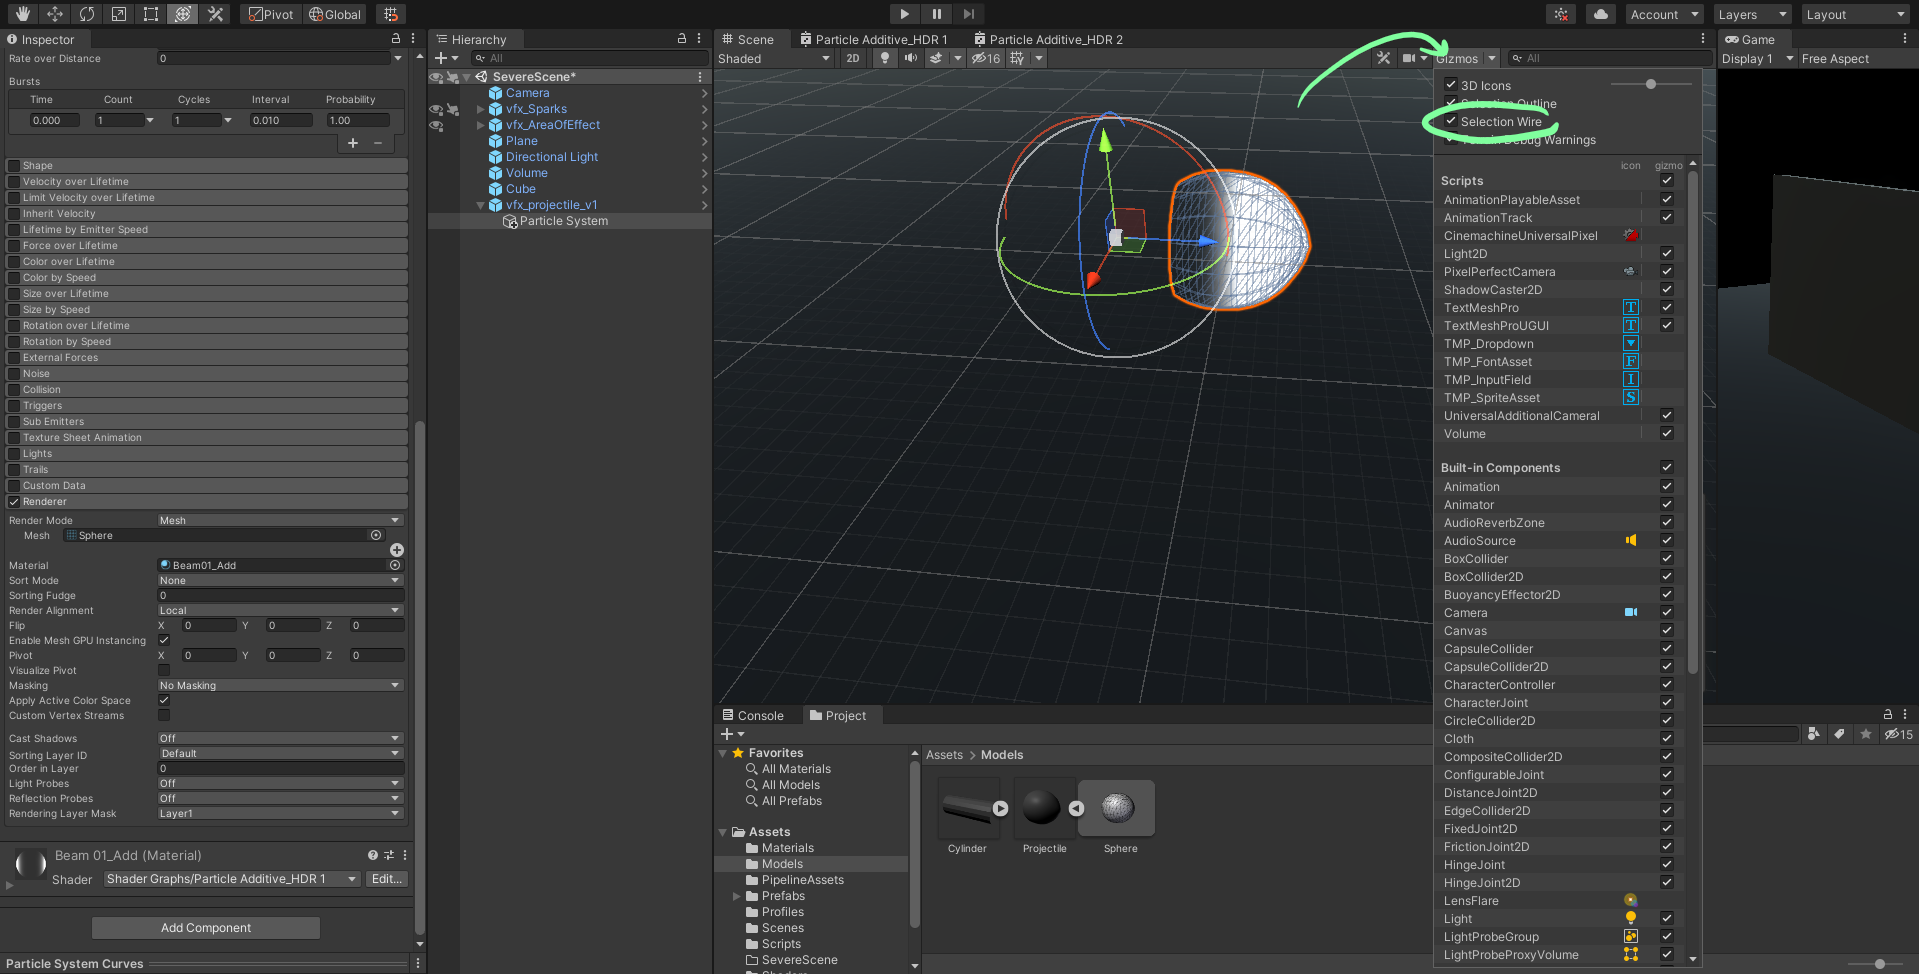 Pivot
Global
Account
Layers
Layout
Inspector
Rate over Distance
0
Bursts
Time
Count
Cycles
Interval
Probability
0.000
1
1
0.010
1.00
Shape
Velocity over Lifetime
Limit Velocity over Lifetime
Inherit Velocity
Lifetime by Emitter Speed
Force over Lifetime
Color over Lifetime
Color by Speed
Size over Lifetime
Size by Speed
Rotation over Lifetime
Rotation by Speed
External Forces
Noise
Collision
Triggers
Sub Emitters
Texture Sheet Animation
Lights
Trails
Custom Data
Renderer
Render Mode
Mesh
Mesh
Sphere
Material
Beam01_Add
Sort Mode
None
Sorting Fudge
0
Render Alignment
Local
Flip
X 0 Y 0 Z 0
Enable Mesh GPU Instancing
Pivot
X 0 Y 0 Z 0
Visualize Pivot
Masking
No Masking
Apply Active Color Space
Custom Vertex Streams
Cast Shadows
Off
Sorting Layer ID
Default
Order in Layer
0
Light Probes
Off
Reflection Probes
Off
Rendering Layer Mask
Layer1
Beam 01_Add (Material)
Shader
Shader Graphs/Particle Additive_HDR 1
Edit...
Add Component
Particle System Curves
Hierarchy
All
SevereScene*
Camera
vfx_Sparks
vfx_AreaOfEffect
Plane
Directional Light
Volume
Cube
vfx_projectile_v1
Particle System
Scene
Particle Additive_HDR 1
Particle Additive_HDR 2
Shaded
2D
16
Gizmos
All
3D Icons
Selection Outline
Selection Wire
Debug Warnings
icon
gizmo
Scripts
AnimationPlayableAsset
AnimationTrack
CinemachineUniversalPixel
Light2D
PixelPerfectCamera
ShadowCaster2D
TextMeshPro
TextMeshProUGUI
TMP_Dropdown
TMP_FontAsset
TMP_InputField
TMP_SpriteAsset
UniversalAdditionalCameraI
Volume
Built-in Components
Animation
Animator
AudioReverbZone
AudioSource
BoxCollider
BoxCollider2D
BuoyancyEffector2D
Camera
Canvas
CapsuleCollider
CapsuleCollider2D
CharacterController
CharacterJoint
CircleCollider2D
Cloth
CompositeCollider2D
ConfigurableJoint
DistanceJoint2D
EdgeCollider2D
FixedJoint2D
FrictionJoint2D
HingeJoint
HingeJoint2D
LensFlare
Light
LightProbeGroup
LightProbeProxyVolume
Game
Display 1
Free Aspect
Console
Project
15
Favorites
All Materials
All Models
All Prefabs
Assets
Materials
Models
PipelineAssets
Prefabs
Profiles
Scenes
Scripts
SevereScene
Assets > Models
Cylinder
Projectile
Sphere